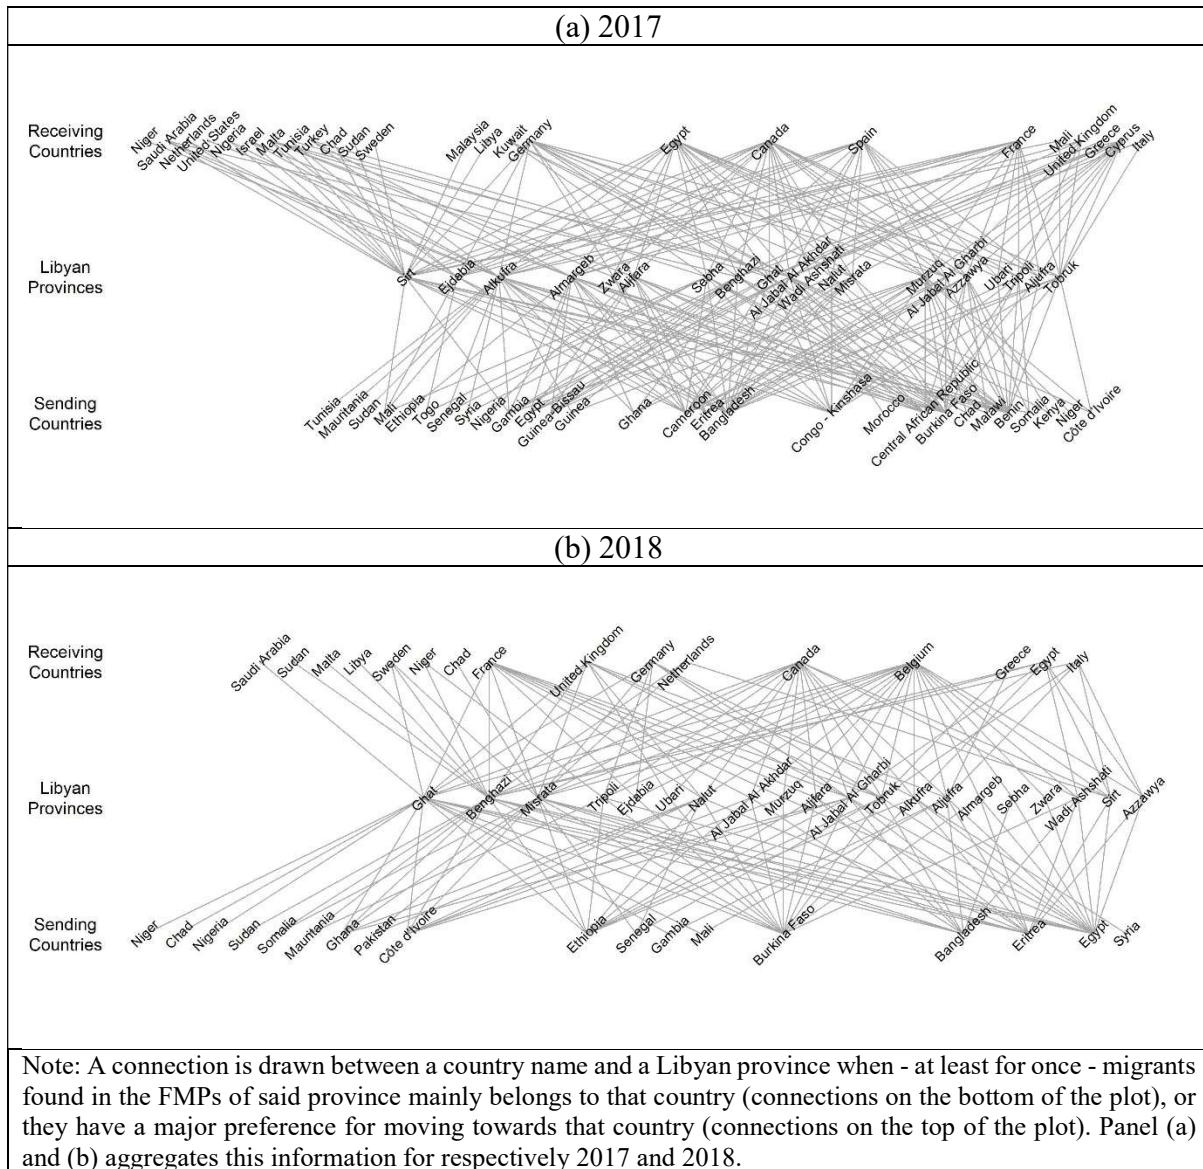 (a) 2017
Receiving
Countries
Niger
Saudi Arabia
Netherlands
United States
Nigeria
Israel
Malta
Tunisia
Turkey
Chad
Sudan
Sweden
Malaysia
Libya
Kuwait
Germany
Egypt
Canada
Spain
France
Mali
United Kingdom
Greece
Cyprus
Italy
Libyan
Provinces
Sirt
Ejdabia
Alkufra
Almargeb
Zwara
Aljfara
Sebha
Benghazi
Ghat
Al Jabal Al Akhdar
Wadi Ashshati
Nalut
Misrata
Murzuq
Al Jabal Al Gharbi
Azzawya
Ubari
Tripoli
Aljufra
Tobruk
Sending
Countries
Tunisia
Mauritania
Sudan
Mali
Ethiopia
Togo
Senegal
Syria
Nigeria
Gambia
Egypt
Guinea-Bissau
Guinea
Ghana
Cameroon
Eritrea
Bangladesh
Congo - Kinshasa
Morocco
Central African Republic
Burkina Faso
Chad
Malawi
Benin
Somalia
Kenya
Niger
Côte d'Ivoire
(b) 2018
Receiving
Countries
Saudi Arabia
Sudan
Malta
Libya
Sweden
Niger
Chad
France
United Kingdom
Germany
Netherlands
Canada
Belgium
Greece
Egypt
Italy
Libyan
Provinces
Ghat
Benghazi
Misrata
Tripoli
Ejdabia
Ubari
Nalut
Al Jabal Al Akhdar
Murzuq
Aljfara
Al Jabal Al Gharbi
Tobruk
Alkufra
Aljufra
Almargeb
Sebha
Zwara
Wadi Ashshati
Sirt
Azzawya
Sending
Countries
Niger
Chad
Nigeria
Sudan
Somalia
Mauritania
Ghana
Pakistan
Côte d'Ivoire
Ethiopia
Senegal
Gambia
Mali
Burkina Faso
Bangladesh
Eritrea
Egypt
Syria
Note: A connection is drawn between a country name and a Libyan province when - at least for once - migrants
found in the FMPs of said province mainly belongs to that country (connections on the bottom of the plot), or
they have a major preference for moving towards that country (connections on the top of the plot). Panel (a)
and (b) aggregates this information for respectively 2017 and 2018.